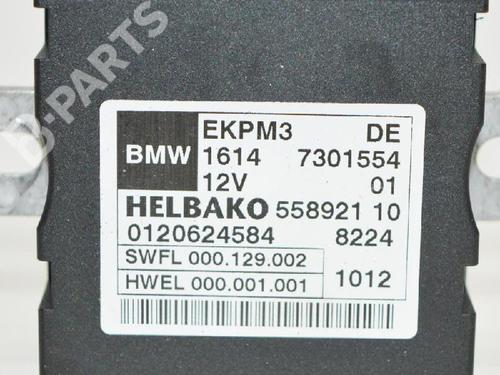 B-PARTS
EKPM3 DE
BMW 1614 7301554
12V 01
HELBAKO 558921 10
0120624584 8224
SWFL 000.129.002
HWEL 000.001.001 1012